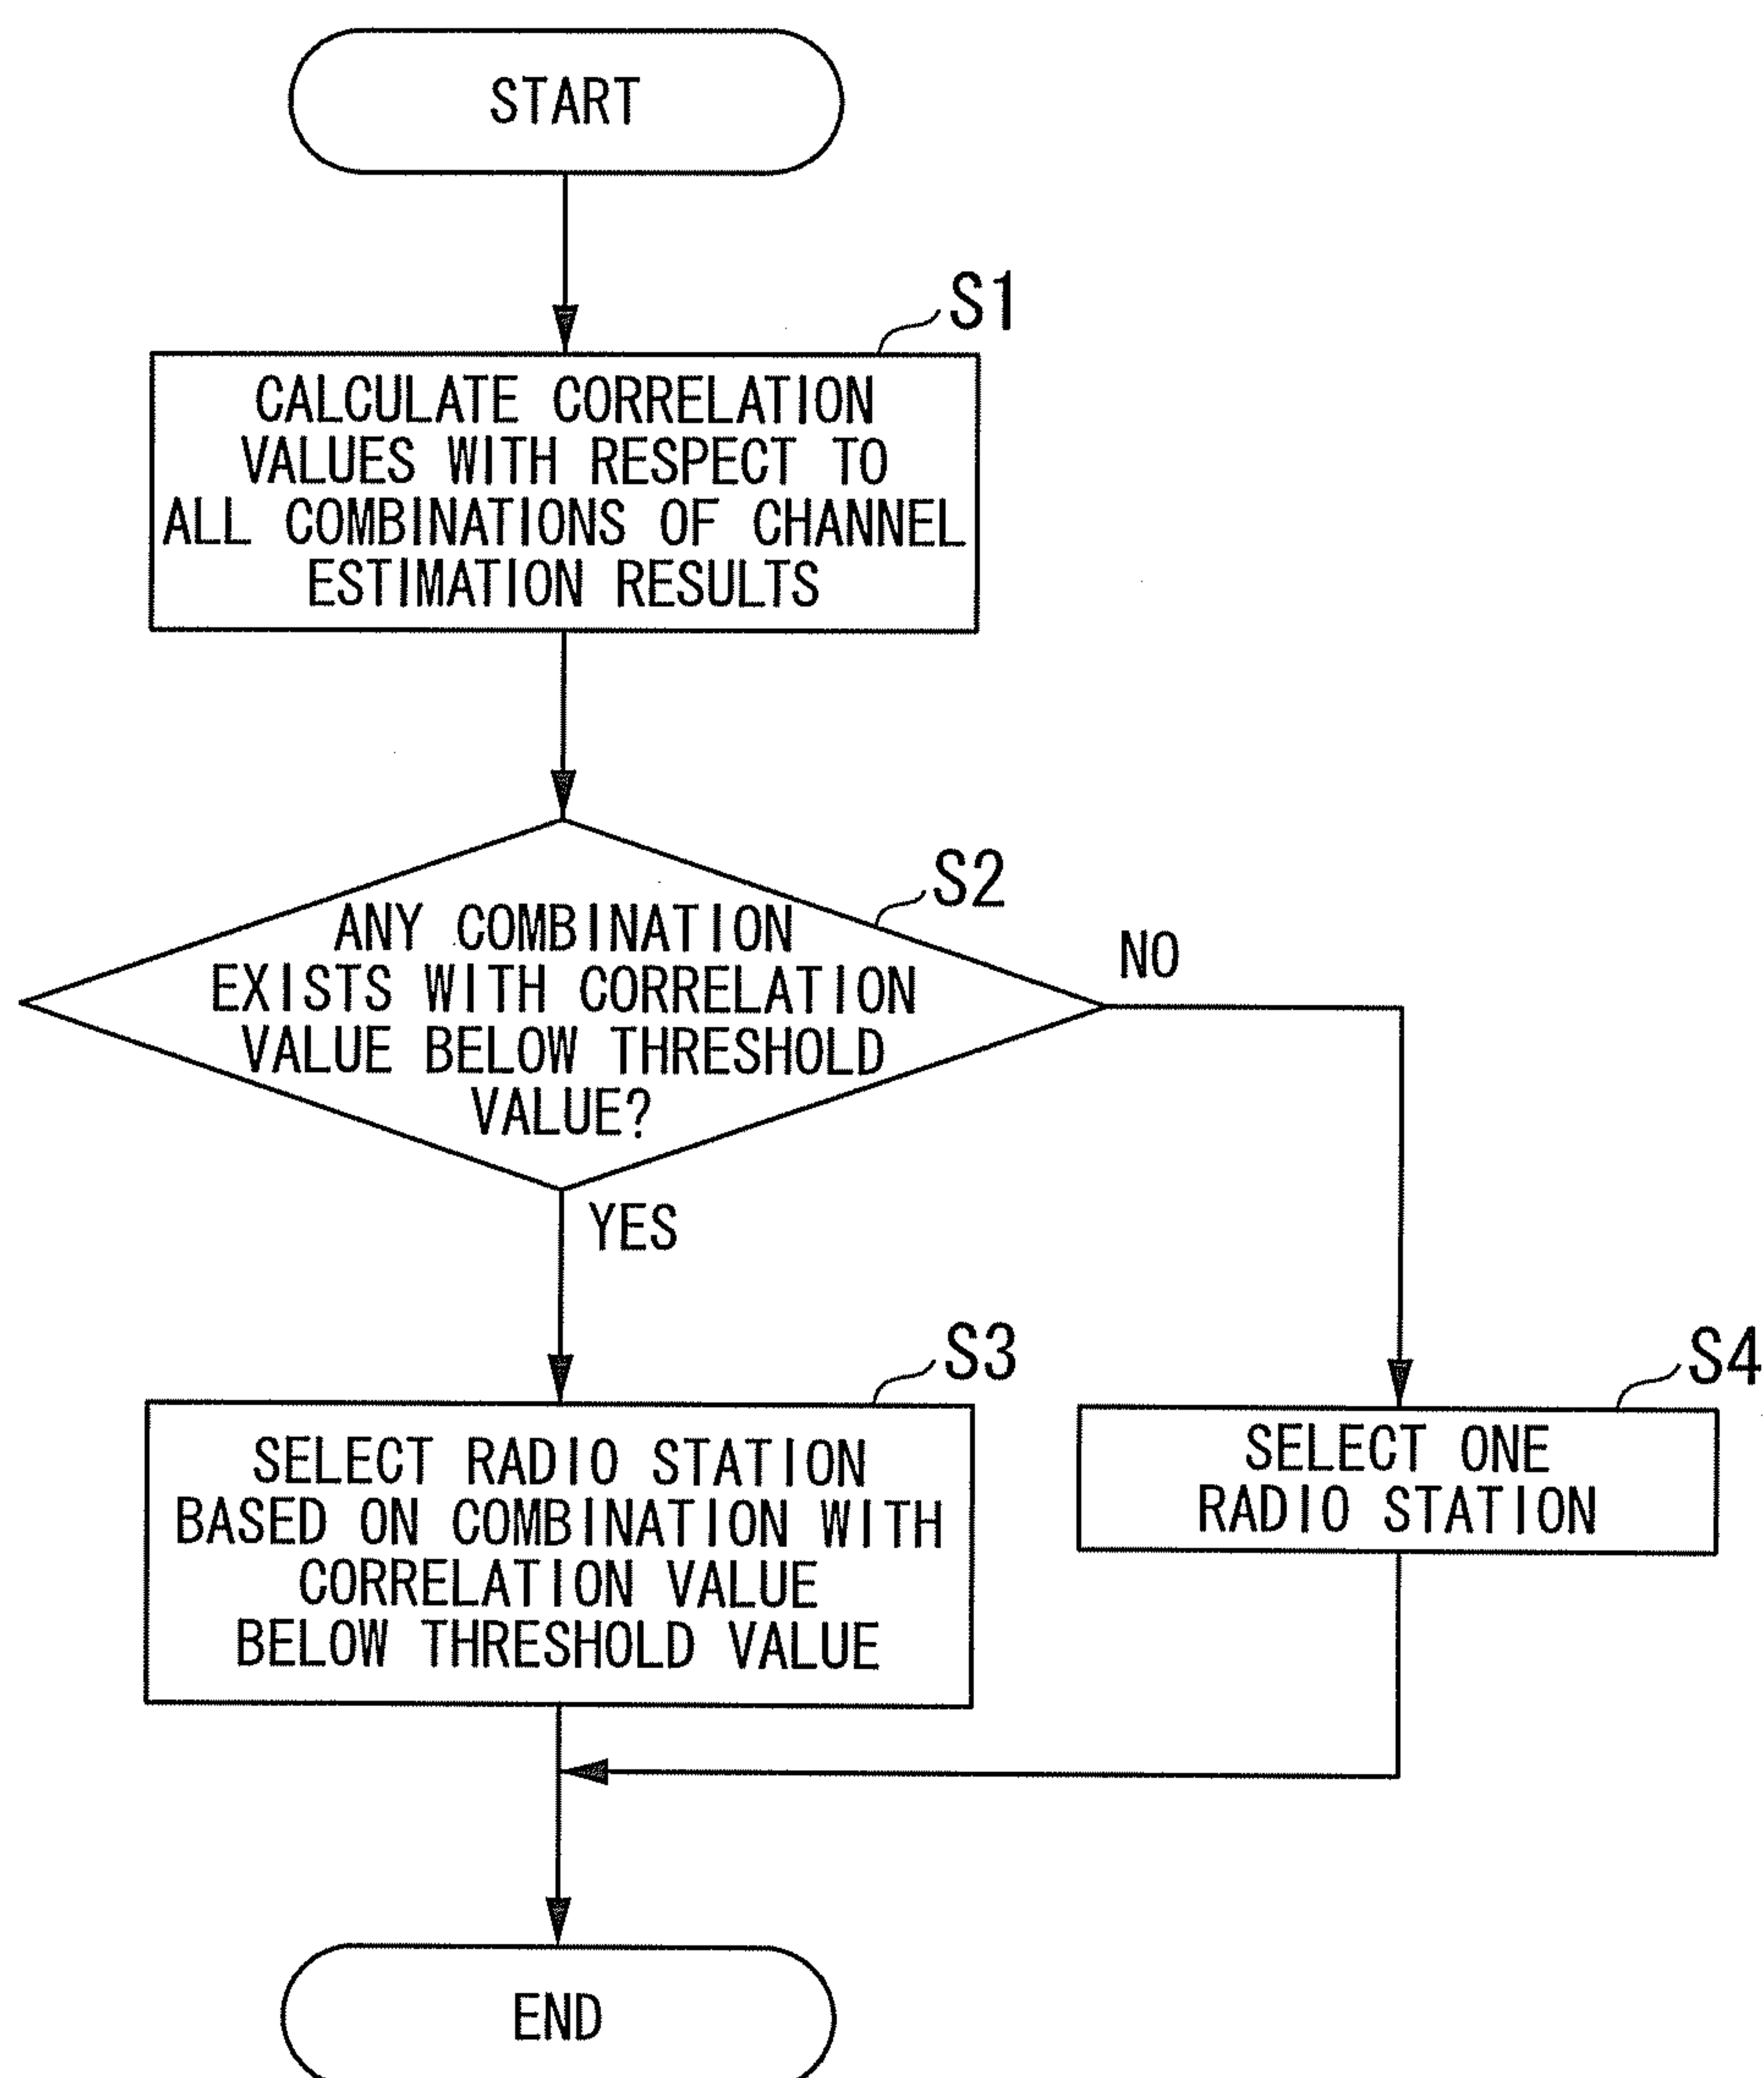 START
S1
CALCULATE CORRELATION
VALUES WITH RESPECT TO
ALL COMBINATIONS OF CHANNEL
ESTIMATION RESULTS
S2
ANY COMBINATION
EXISTS WITH CORRELATION
VALUE BELOW THRESHOLD
VALUE?
NO
YES
S3
SELECT RADIO STATION
BASED ON COMBINATION WITH
CORRELATION VALUE
BELOW THRESHOLD VALUE
S4
SELECT ONE
RADIO STATION
END